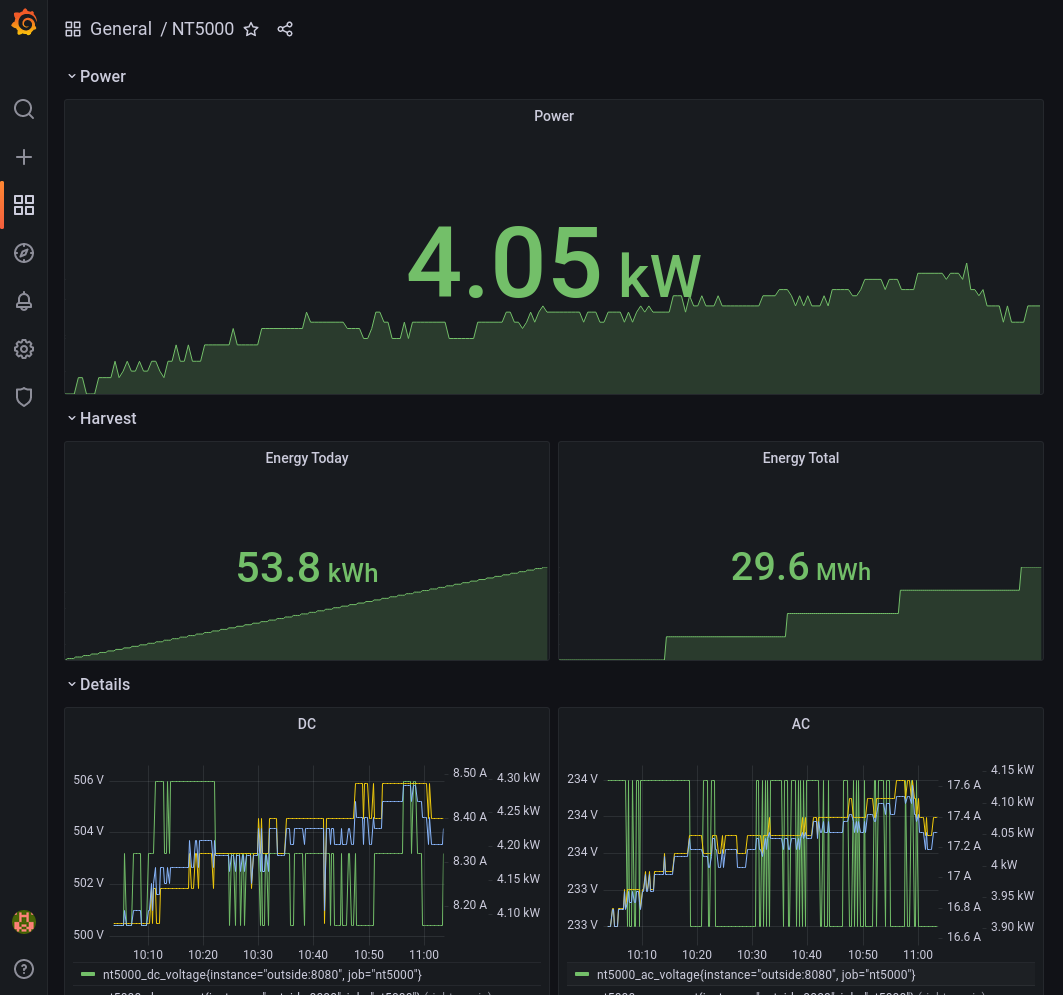 General / NT5000
Power
Power
4.05 kW
Harvest
Energy Today
Energy Total
53.8 kWh
29.6 MWh
Details
DC
AC
506 V
504 V
502 V
500 V
8.50 A
8.40 A
8.30 A
8.20 A
4.30 kW
4.25 kW
4.20 kW
4.15 kW
4.10 kW
10:10 10:20 10:30 10:40 10:50 11:00
nt5000_dc_voltage{instance="outside:8080", job="nt5000"}
234 V
234 V
234 V
233 V
233 V
17.6 A
17.4 A
17.2 A
17 A
16.8 A
16.6 A
4.15 kW
4.10 kW
4.05 kW
4 kW
3.95 kW
3.90 kW
10:10 10:20 10:30 10:40 10:50 11:00
nt5000_ac_voltage{instance="outside:8080", job="nt5000"}